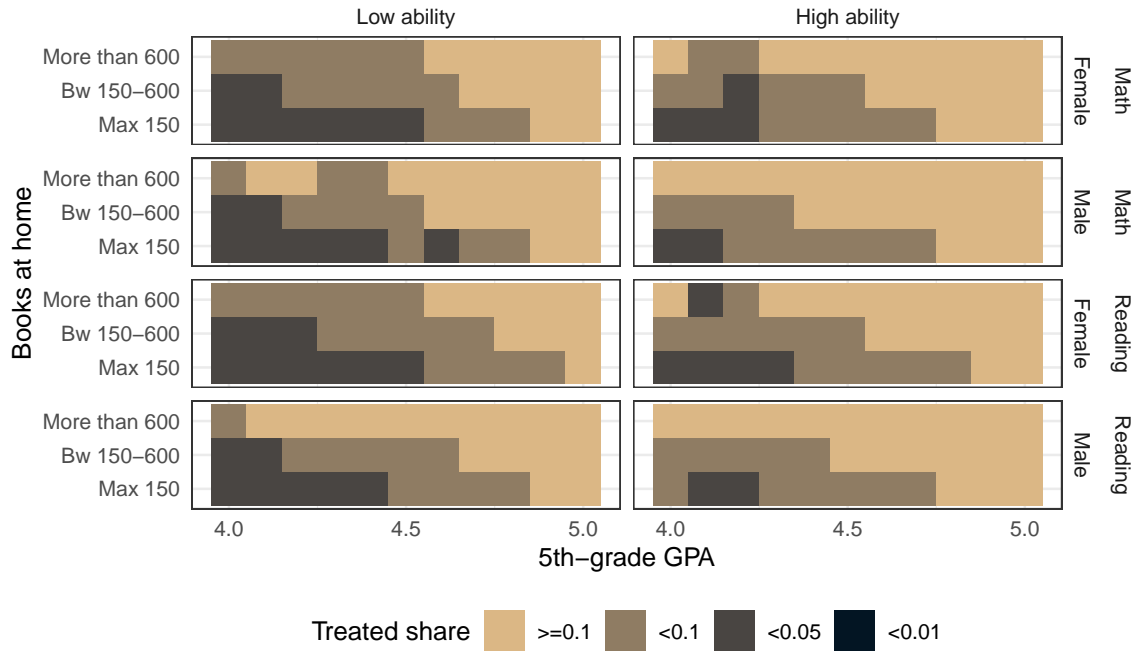 Low ability
High ability
More than 600
Bw 150−600
Max 150
Female
Math
More than 600
Bw 150−600
Max 150
Male
Math
More than 600
Bw 150−600
Max 150
Female
Reading
More than 600
Bw 150−600
Max 150
Male
Reading
Books at home
4.0
4.5
5.0
4.0
4.5
5.0
5th−grade GPA
Treated share
>=0.1
<0.1
<0.05
<0.01